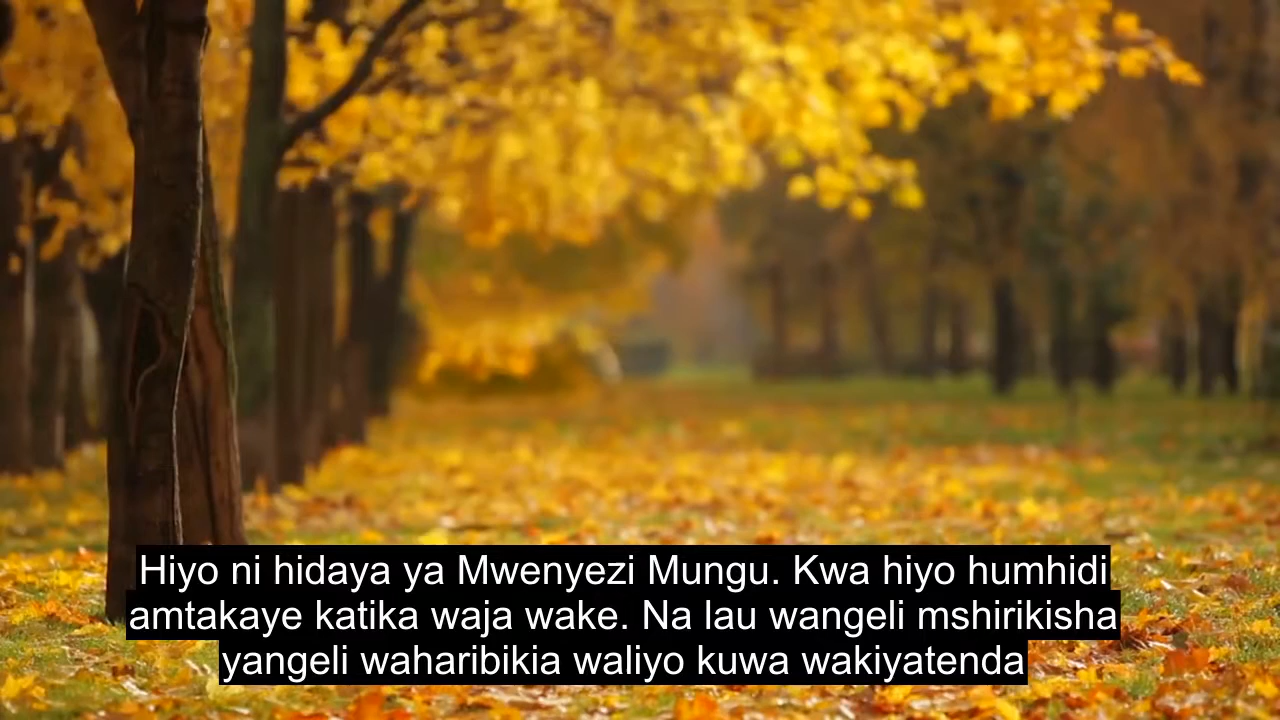 Hiyo ni hidaya ya Mwenyezi Mungu. Kwa hiyo humhidi
amtakaye katika waja wake. Na lau wangeli mshirikisha
yangeli waharibikia waliyo kuwa wakiyatenda